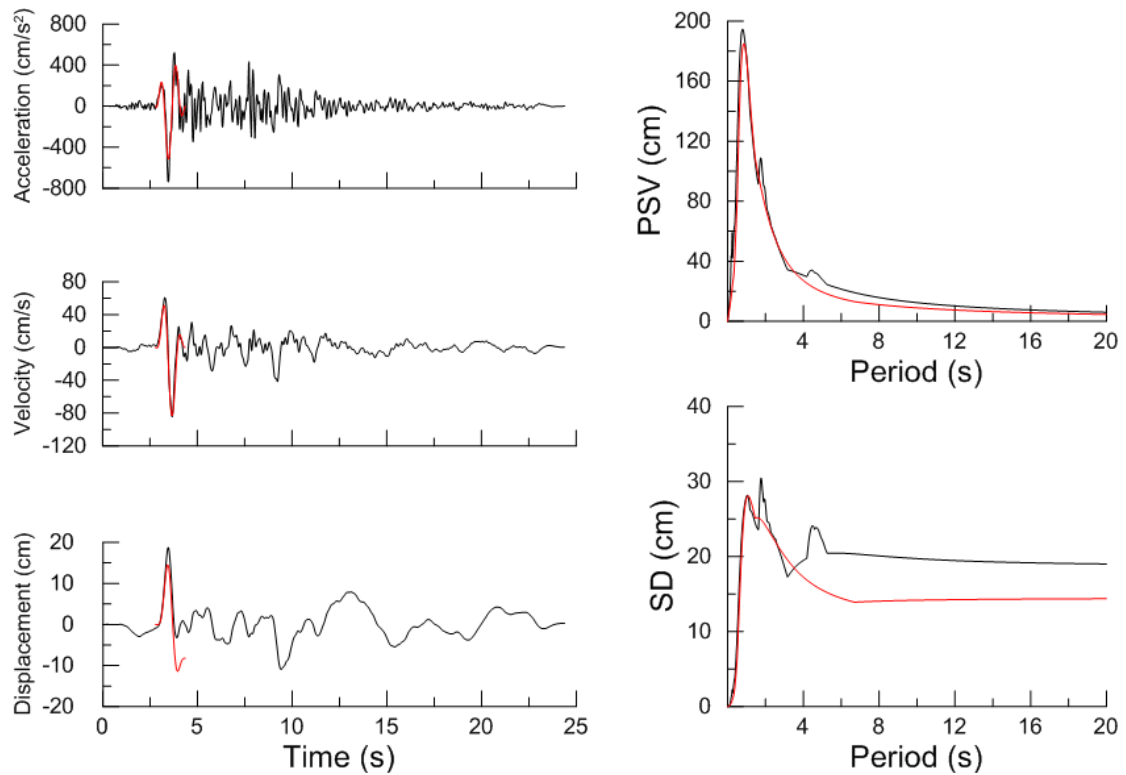 Acceleration (cm/s²)
800
400
0
-400
-800
Velocity (cm/s)
80
40
0
-40
-80
-120
Displacement (cm)
20
10
0
-10
-20
0 5 10 15 20 25
Time (s)
PSV (cm)
200
160
120
80
40
0
4 8 12 16 20
Period (s)
SD (cm)
40
30
20
10
0
4 8 12 16 20
Period (s)